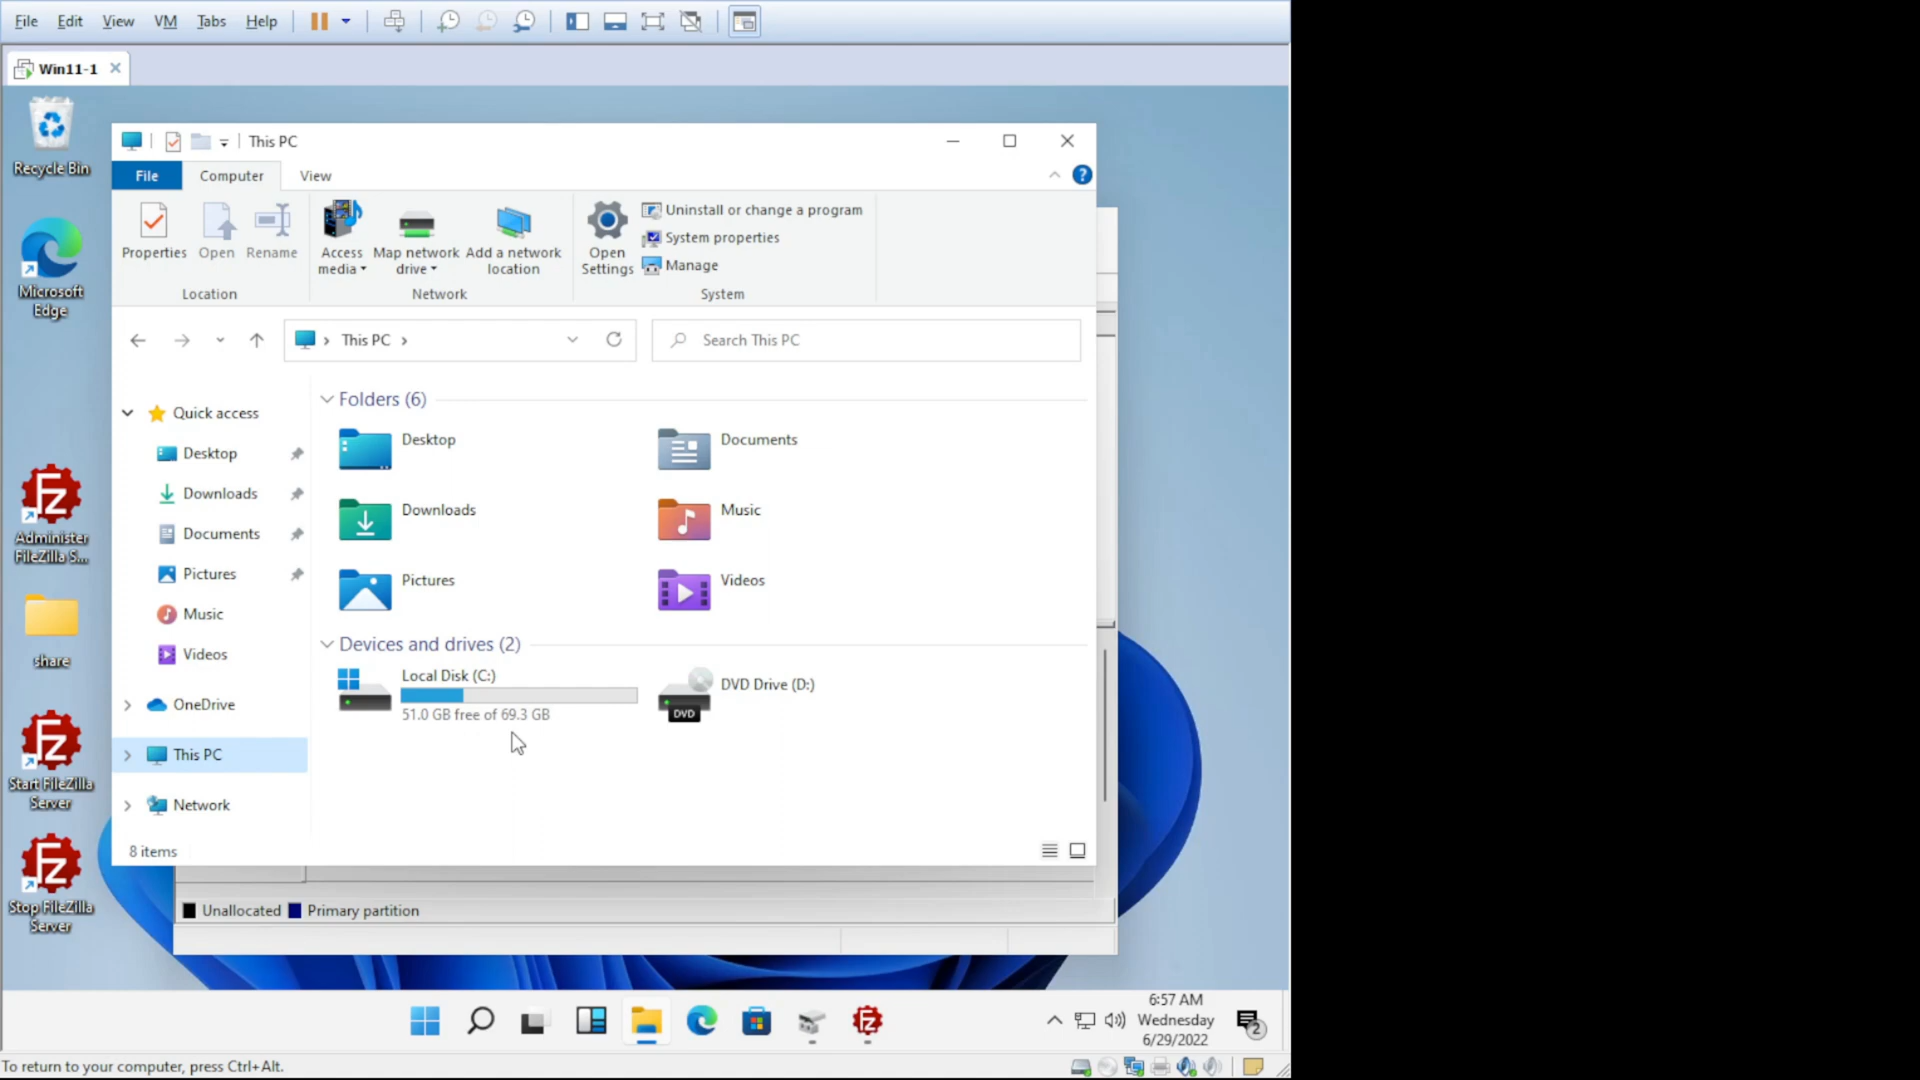 File Edit View VM Tabs Help
Win11-1
Recycle Bin
Microsoft
Edge
Administer
FileZilla S...
share
Start FileZilla
Server
Stop FileZilla
Server
This PC
File Computer View
Properties Open Rename
Access
media
Map network
drive
Add a network
location
Open
Settings
Uninstall or change a program
System properties
Manage
Location Network System
This PC
Search This PC
Quick access
Desktop
Downloads
Documents
Pictures
Music
Videos
OneDrive
This PC
Network
Folders (6)
Desktop
Documents
Downloads
Music
Pictures
Videos
Devices and drives (2)
Local Disk (C:)
51.0 GB free of 69.3 GB
DVD Drive (D:)
DVD
8 items
Unallocated Primary partition
6:57 AM
Wednesday
6/29/2022
2
To return to your computer, press Ctrl+Alt.